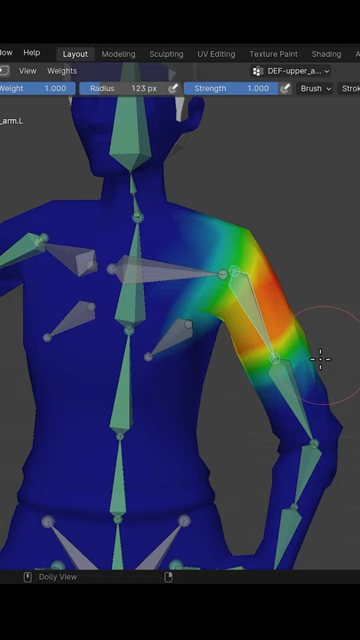 dow Help Layout Modeling Sculpting UV Editing Texture Paint Shading A
View Weights DEF-upper_a...
Weight 1.000 Radius 123 px Strength 1.000 Brush Strok
_arm.L
Dolly View